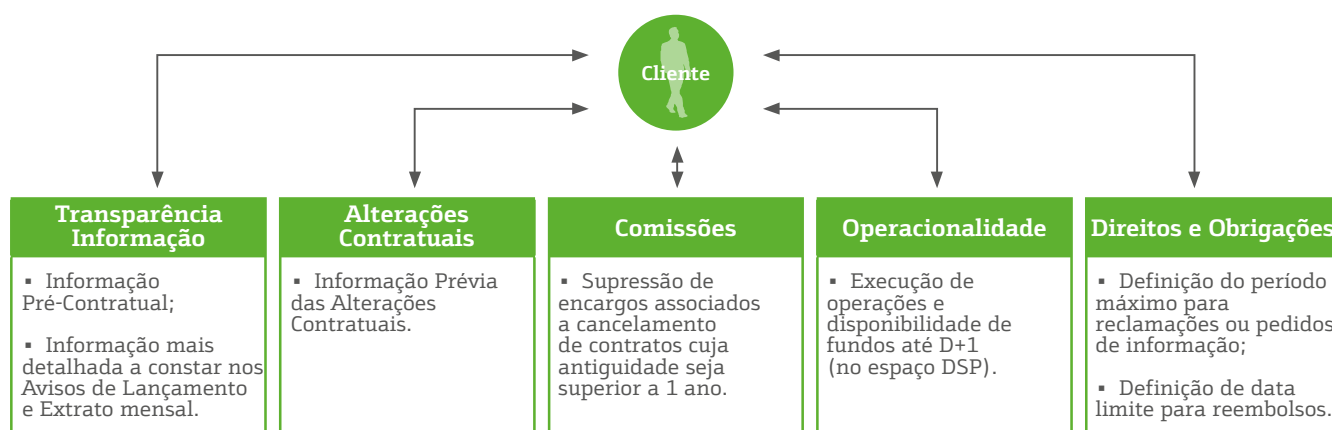 Cliente
Transparência
Informação
▪ Informação
Pré-Contratual;
▪ Informação mais
detalhada a constar nos
Avisos de Lançamento
e Extrato mensal.
Alterações
Contratuais
▪ Informação Prévia
das Alterações
Contratuais.
Comissões
▪ Supressão de
encargos associados
a cancelamento
de contratos cuja
antiguidade seja
superior a 1 ano.
Operacionalidade
▪ Execução de
operações e
disponibilidade de
fundos até D+1
(no espaço DSP).
Direitos e Obrigações
▪ Definição do período
máximo para
reclamações ou pedidos
de informação;
▪ Definição de data
limite para reembolsos.